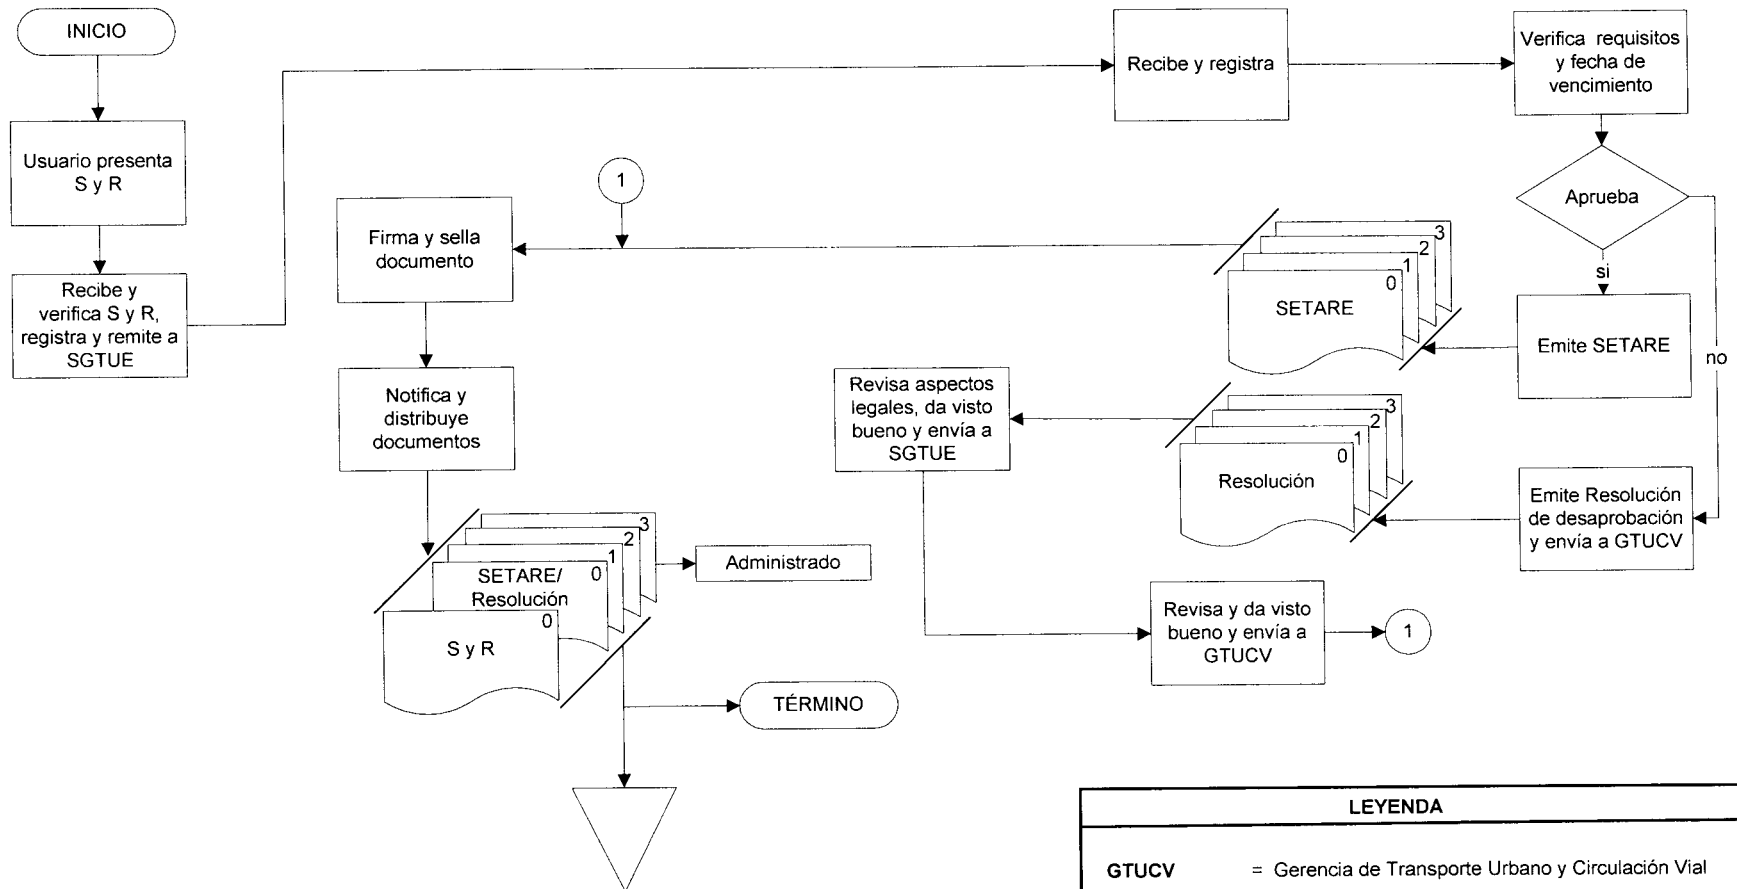 INICIO
Usuario presenta
S y R
Recibe y
verifica S y R,
registra y remite a
SGTUE
Recibe y registra
Verifica requisitos
y fecha de
vencimiento
Aprueba
si
no
Emite SETARE
3
2
1
0
SETARE
1
Firma y sella
documento
Notifica y
distribuye
documentos
Emite Resolución
de desaprobación
y envía a GTUCV
3
2
1
0
Resolución
Revisa aspectos
legales, da visto
bueno y envía a
SGTUE
Revisa y da visto
bueno y envía a
GTUCV
1
3
2
1
0
SETARE/
Resolución
0
S y R
Administrado
TÉRMINO
LEYENDA
GTUCV = Gerencia de Transporte Urbano y Circulación Vial